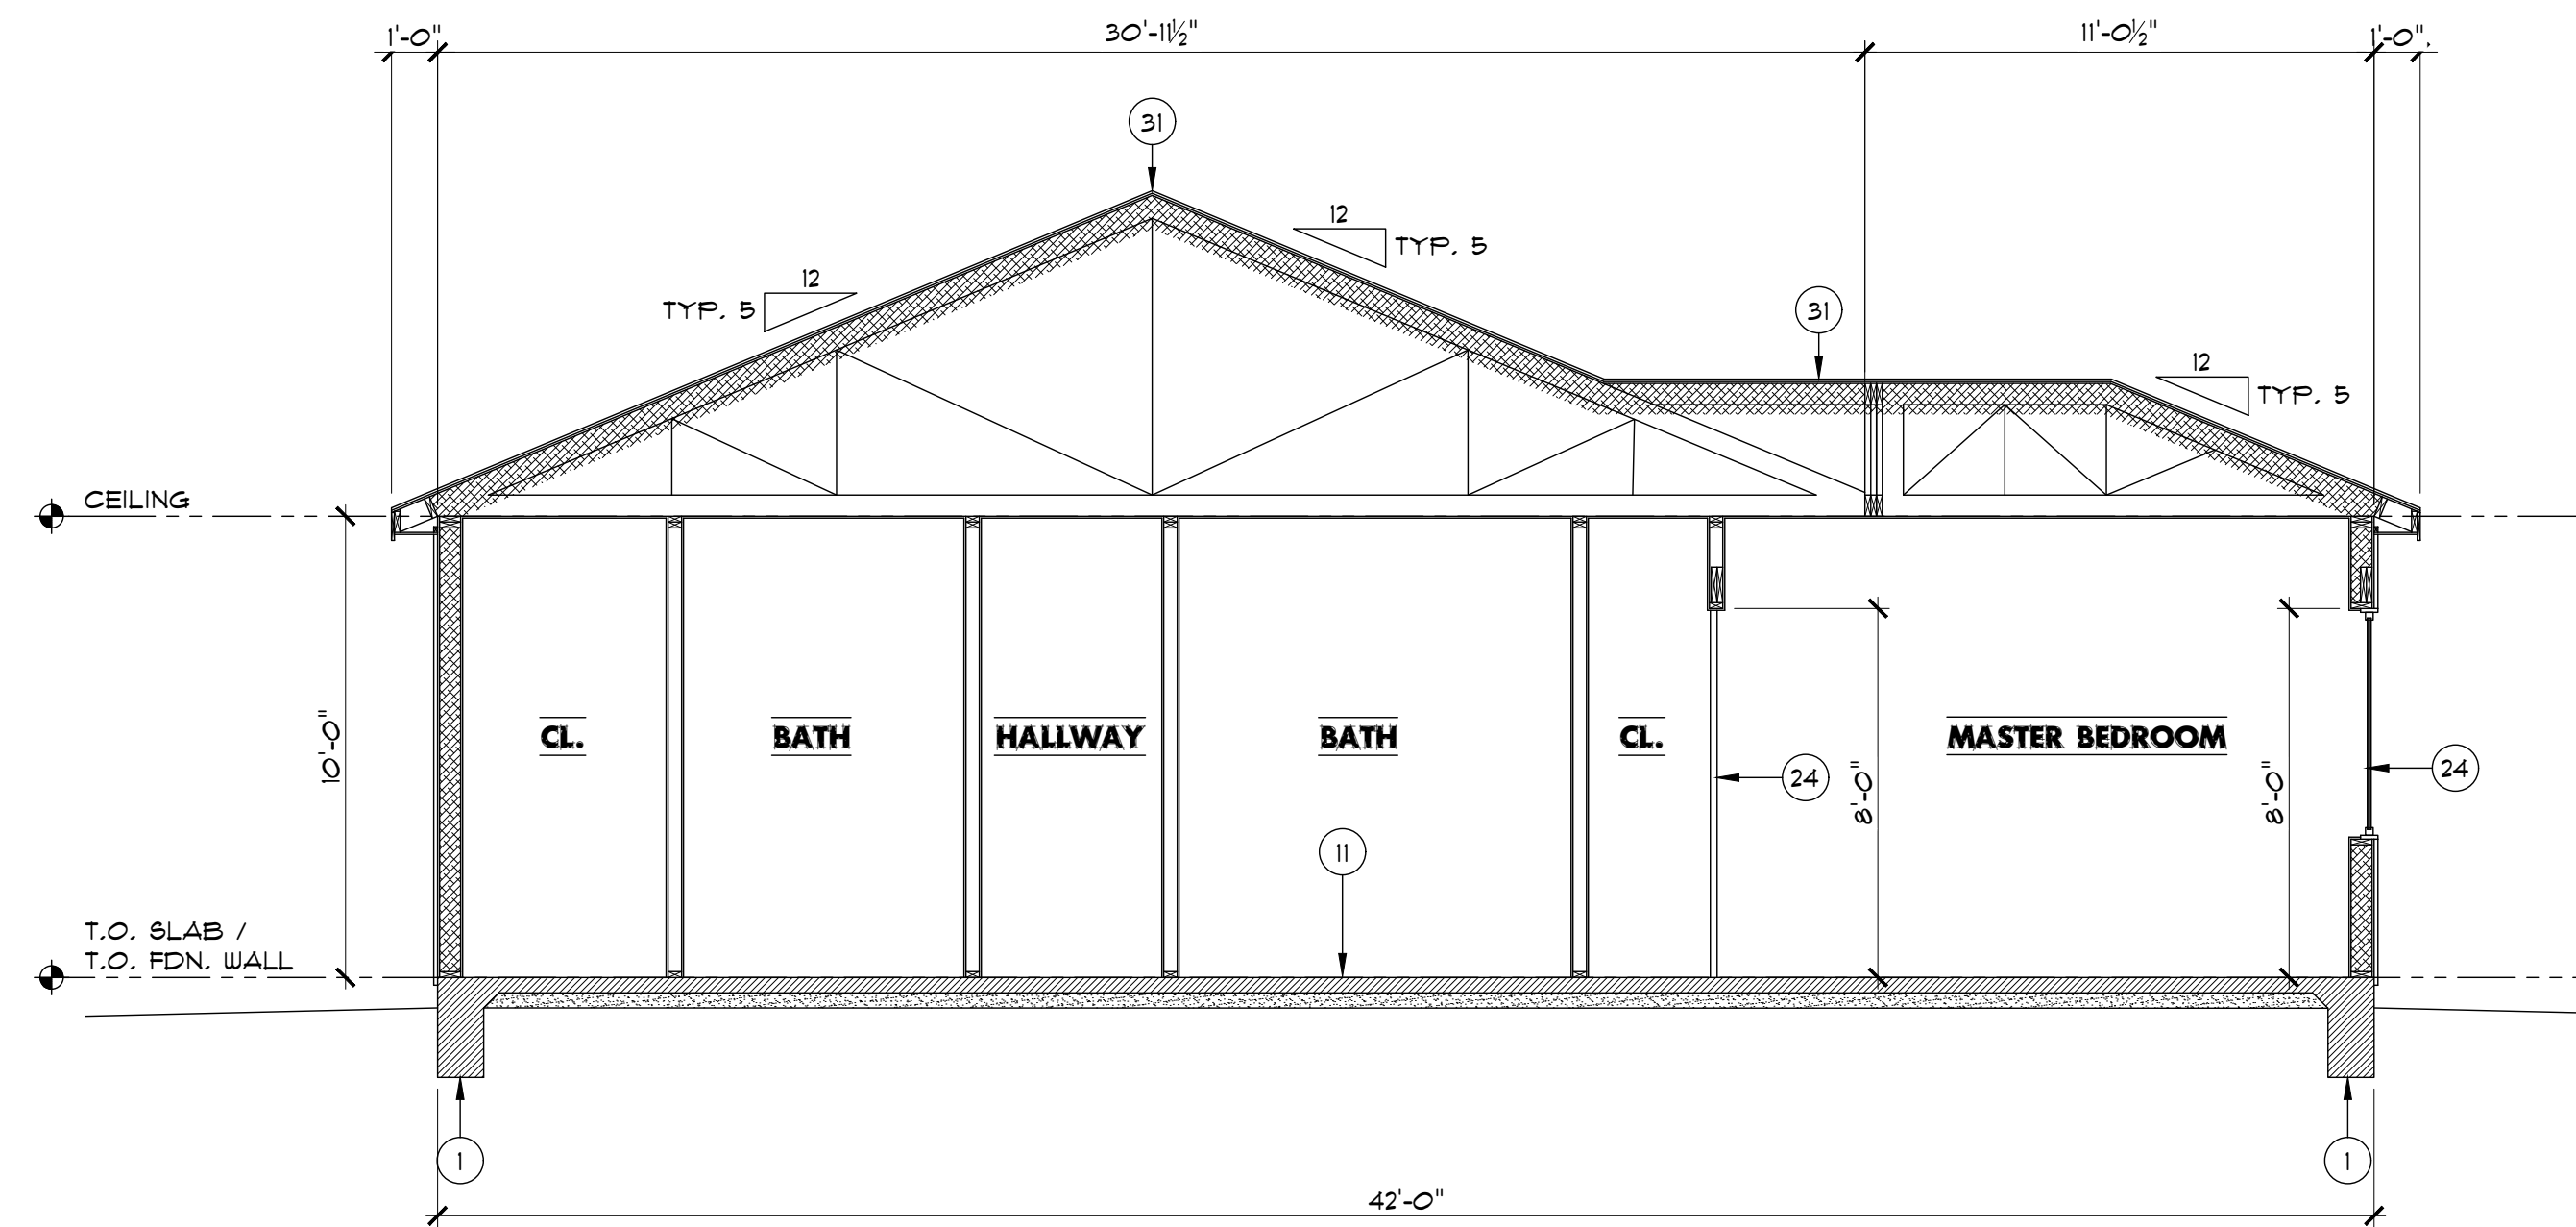 1'-0"
30'-11½"
11'-0½"
1'-0".
31
12
TYP. 5
12
TYP. 5
31
12
TYP. 5
CEILING
10'-0"
CL.
BATH
HALLWAY
BATH
CL.
MASTER BEDROOM
24
8'-0"
8'-0"
24
11
T.O. SLAB /
T.O. FDN. WALL
1
1
42'-0"